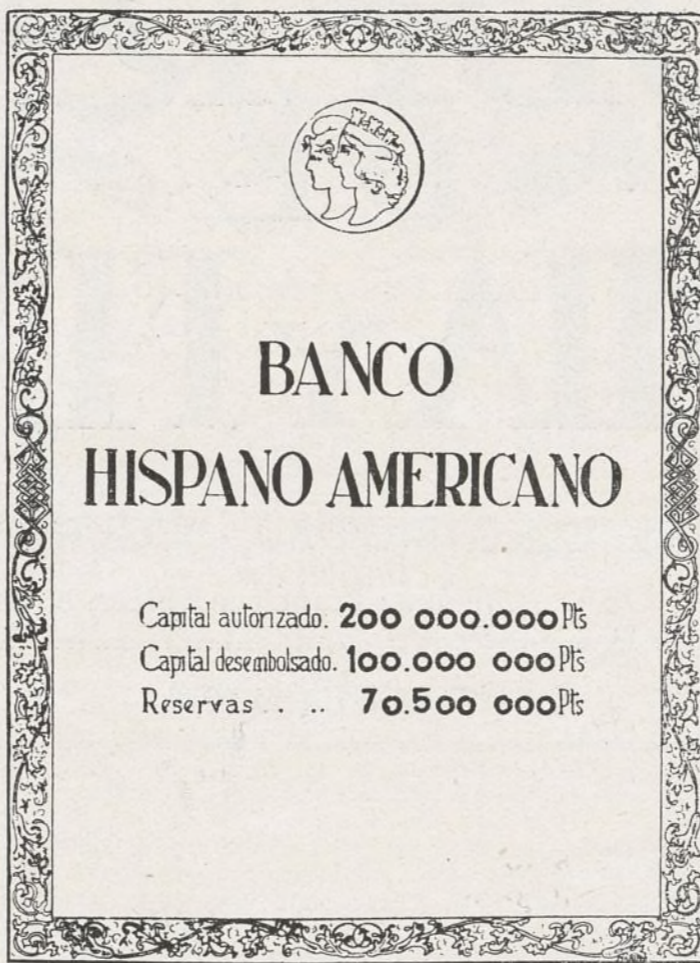 BANCO
HISPANO AMERICANO
Capital autorizado. 200 000.000 Pts
Capital desembolsado. 100.000 000 Pts
Reservas . .. 70.500 000 Pts